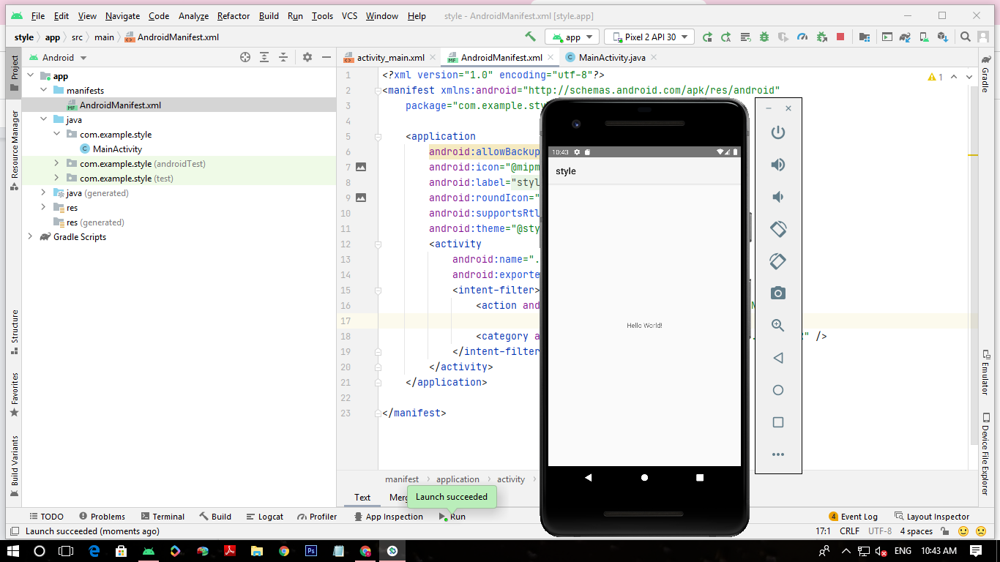 File Edit View Navigate Code Analyze Refactor Build Run Tools VCS Window Help style - AndroidManifest.xml [style.app]
style app src main AndroidManifest.xml app Pixel 2 API 30
Project
Android
activity_main.xml AndroidManifest.xml MainActivity.java
Gradle
app
manifests
AndroidManifest.xml
java
com.example.style
MainActivity
com.example.style (androidTest)
com.example.style (test)
java (generated)
res
res (generated)
Gradle Scripts
Resource Manager
Structure
Favorites
Build Variants
1 <?xml version="1.0" encoding="utf-8"?>
1
2 <manifest xmlns:android="http://schemas.android.com/apk/res/android"
3 package="com.example.sty
4
5 <application
6 android:allowBackup
7 android:icon="@mipm
8 android:label="styl
9 android:roundIcon="
10 android:supportsRtl
11 android:theme="@sty
12 <activity
13 android:name=".
14 android:exporte
15 <intent-filter>
16 <action and
17
18 <category a " />
19 </intent-filter
20 </activity>
21 </application>
22
23 </manifest>
10:43
style
Hello World!
Emulator
Device File Explorer
manifest application activity
Launch succeeded
Text Merg
TODO Problems Terminal Build Logcat Profiler App Inspection Run 4 Event Log Layout Inspector
Launch succeeded (moments ago) 17:1 CRLF UTF-8 4 spaces
Ps ENG 10:43 AM